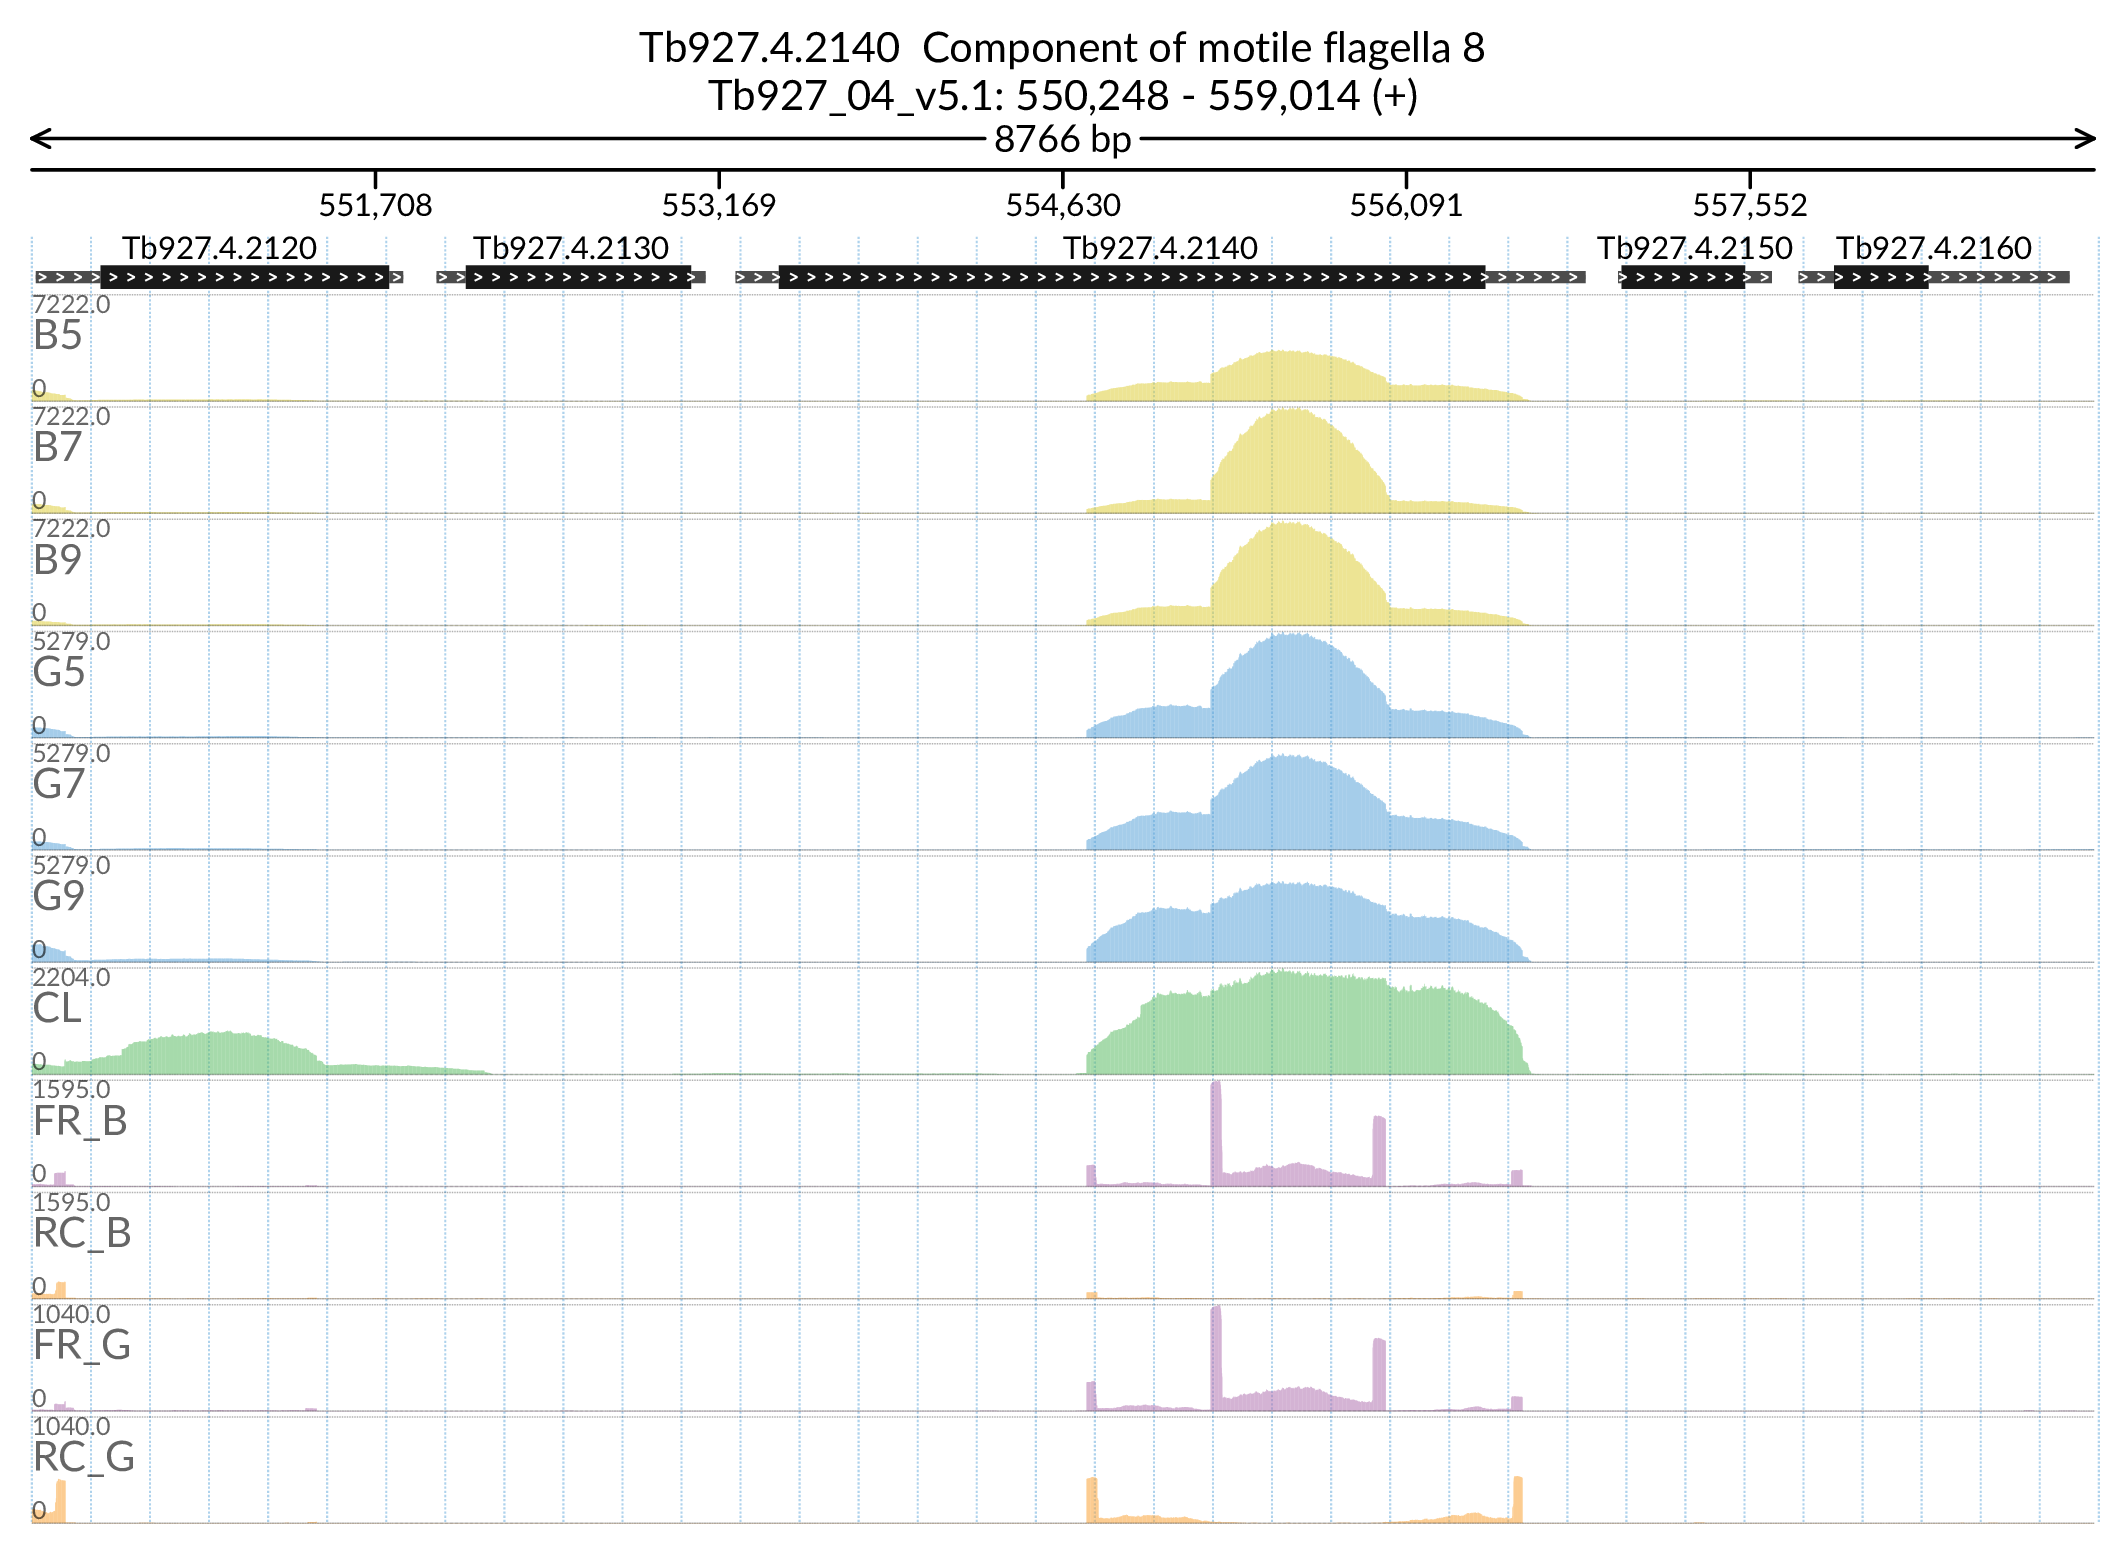 Tb927.4.2140  Component of motile flagella 8
Tb927_04_v5.1: 550,248 - 559,014 (+)
8766 bp
551,708 553,169 554,630 556,091 557,552
Tb927.4.2120 Tb927.4.2130 Tb927.4.2140 Tb927.4.2150 Tb927.4.2160
7222.0
B5
0
7222.0
B7
0
7222.0
B9
0
5279.0
G5
0
5279.0
G7
0
5279.0
G9
0
2204.0
CL
0
1595.0
FR_B
0
1595.0
RC_B
0
1040.0
FR_G
0
1040.0
RC_G
0